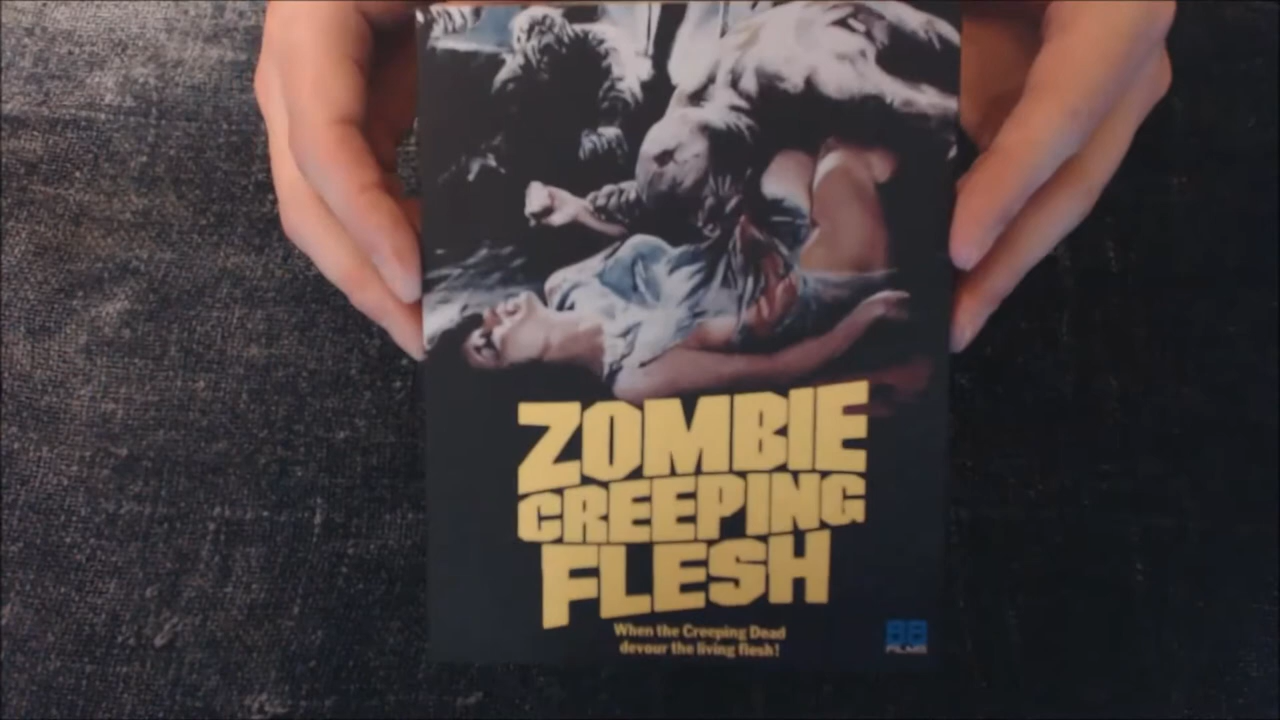 ZOMBIE
CREEPING
FLESH
When the Creeping Dead
devour the living flesh!
88
FILMS